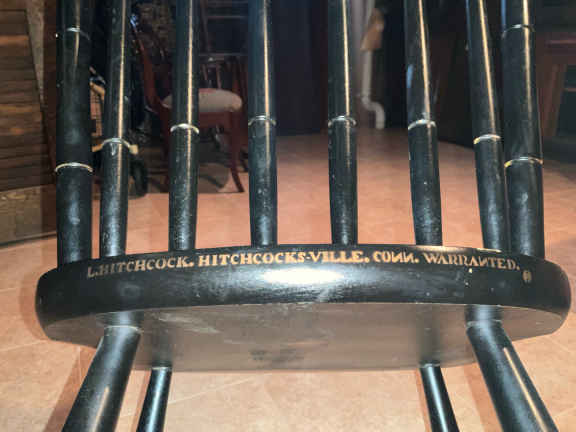 L.HITCHCOCK. HITCHCOCKS-VILLE. CONN. WARRANTED.